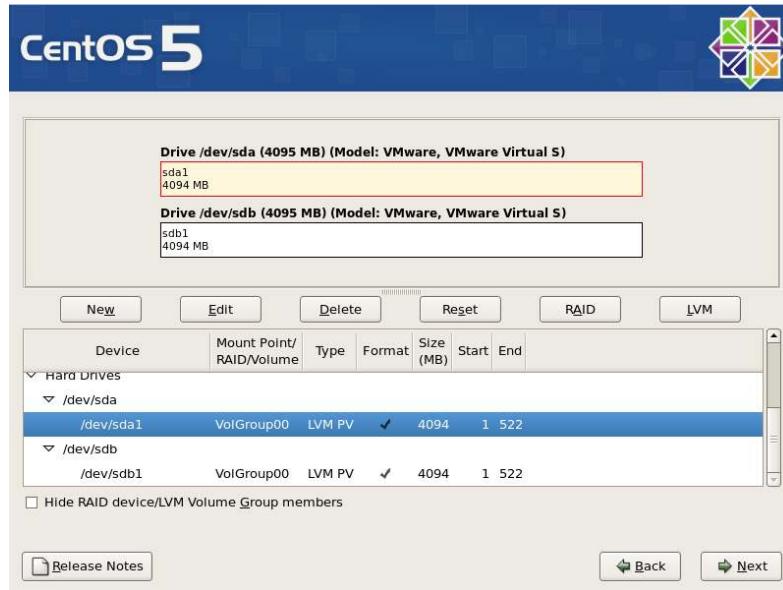 CentOS 5
Drive /dev/sda (4095 MB) (Model: VMware, VMware Virtual S)
sda1
4094 MB
Drive /dev/sdb (4095 MB) (Model: VMware, VMware Virtual S)
sdb1
4094 MB
New Edit Delete Reset RAID LVM
Device Mount Point/ RAID/Volume Type Format Size (MB) Start End
Hard Drives
/dev/sda
/dev/sda1 VolGroup00 LVM PV 4094 1 522
/dev/sdb
/dev/sdb1 VolGroup00 LVM PV 4094 1 522
Hide RAID device/LVM Volume Group members
Release Notes Back Next